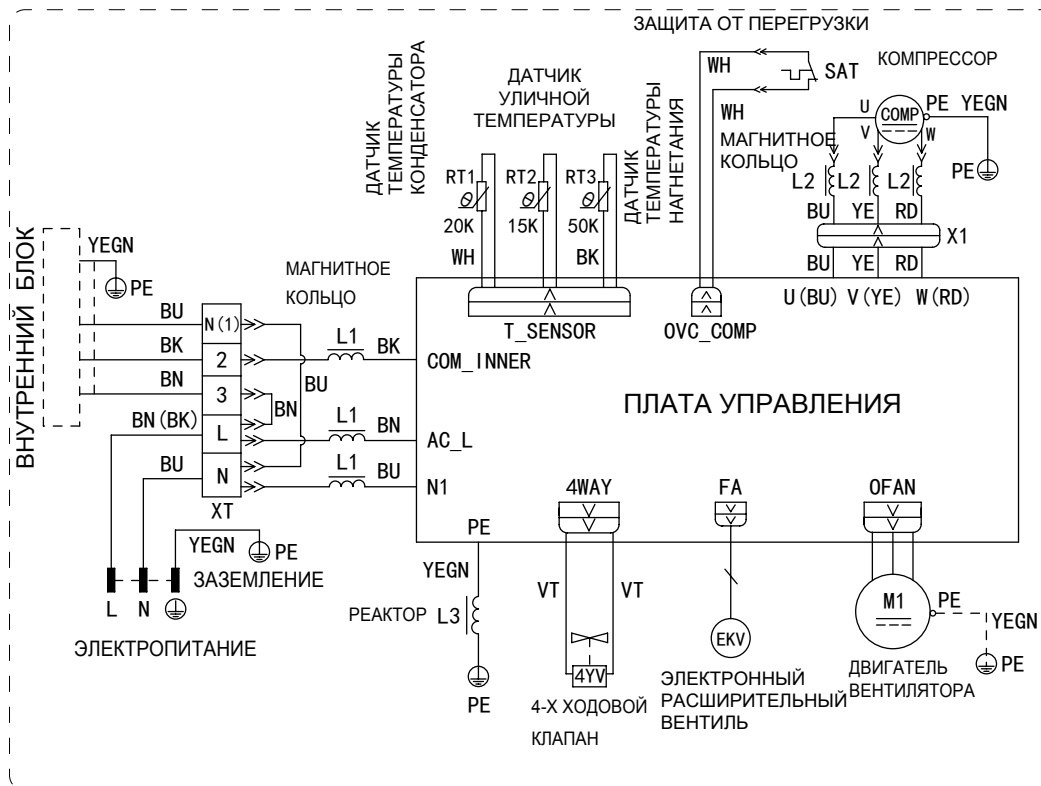 ЗАЩИТА ОТ ПЕРЕГРУЗКИ
ДАТЧИК
ТЕМПЕРАТУРЫ
КОНДЕНСАТОРА
ДАТЧИК
УЛИЧНОЙ
ТЕМПЕРАТУРЫ
ДАТЧИК
ТЕМПЕРАТУРЫ
НАГНЕТАНИЯ
WH
SAT
WH
КОМПРЕССОР
U
COMP
PE YEGN
V
W
МАГНИТНОЕ
КОЛЬЦО
PE
L2
L2
L2
BU
YE
RD
X1
BU
YE
RD
RT1
RT2
RT3
20K
15K
50K
WH
BK
U(BU) V(YE) W(RD)
T_SENSOR
OVC_COMP
ВНУТРЕННИЙ БЛОК
YEGN
PE
МАГНИТНОЕ
КОЛЬЦО
BU
N(1)
BK
2
L1
BK
COM_INNER
BU
BN
3
BN
BN(BK)
L
L1
BN
AC_L
BU
N
L1
BU
N1
XT
ПЛАТА УПРАВЛЕНИЯ
4WAY
FA
OFAN
PE
YEGN
PE
ЗАЗЕМЛЕНИЕ
L
N
ЭЛЕКТРОПИТАНИЕ
YEGN
РЕАКТОР
L3
PE
VT
VT
4YV
4-Х ХОДОВОЙ
КЛАПАН
EKV
ЭЛЕКТРОННЫЙ
РАСШИРИТЕЛЬНЫЙ
ВЕНТИЛЬ
M1
PE
YEGN
PE
ДВИГАТЕЛЬ
ВЕНТИЛЯТОРА